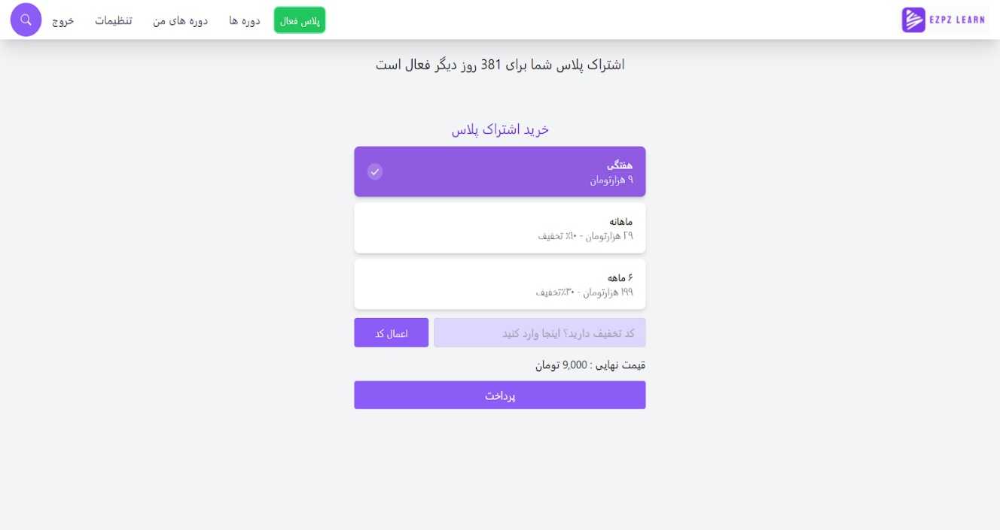 EZPZ LEARN
پلاس فعال
دوره ها
دوره های من
تنظیمات
خروج
اشتراک پلاس شما برای 381 روز دیگر فعال است
خرید اشتراک پلاس
هفتگی
۹ هزارتومان
ماهانه
۲۹ هزارتومان - ۱۰٪ تخفیف
۶ ماهه
۱۹۹ هزارتومان - ۳۰٪تخفیف
کد تخفیف دارید؟ اینجا وارد کنید
اعمال کد
قیمت نهایی : 9,000 تومان
پرداخت